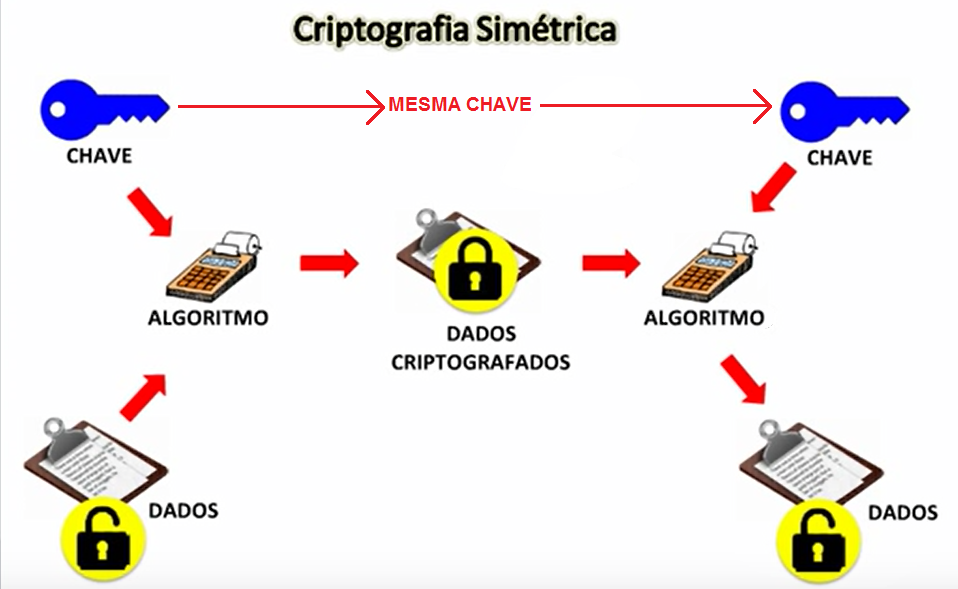 Criptografia Simétrica
MESMA CHAVE
CHAVE
CHAVE
ALGORITMO
ALGORITMO
DADOS
CRIPTOGRAFADOS
DADOS
DADOS